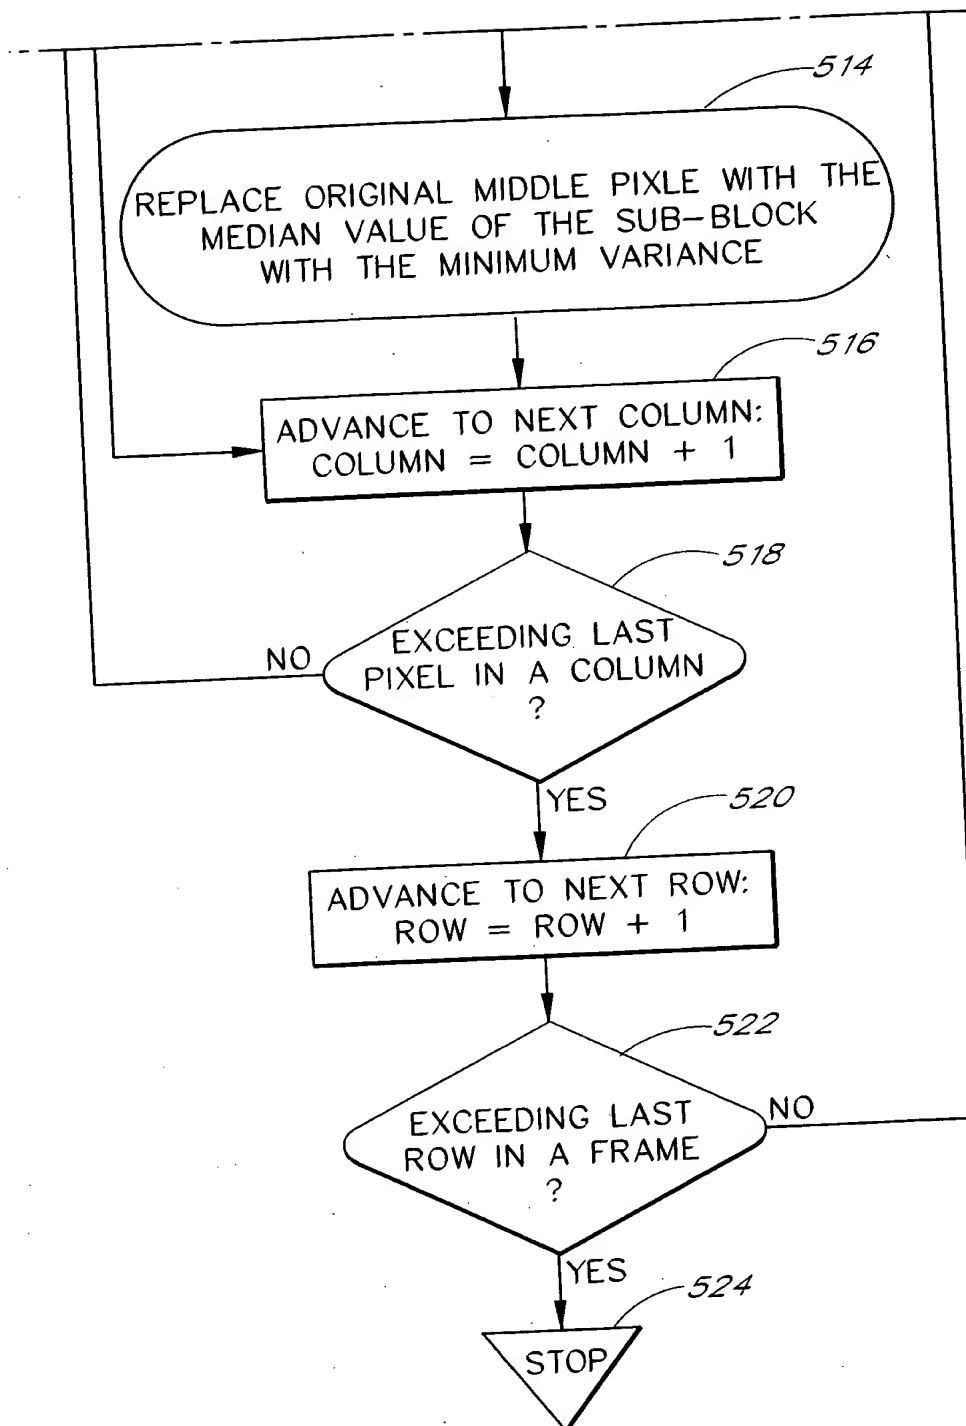 514
REPLACE ORIGINAL MIDDLE PIXLE WITH THE
MEDIAN VALUE OF THE SUB-BLOCK
WITH THE MINIMUM VARIANCE
516
ADVANCE TO NEXT COLUMN:
COLUMN = COLUMN + 1
518
EXCEEDING LAST
PIXEL IN A COLUMN
?
NO
YES
520
ADVANCE TO NEXT ROW:
ROW = ROW + 1
522
EXCEEDING LAST
ROW IN A FRAME
?
NO
YES
524
STOP